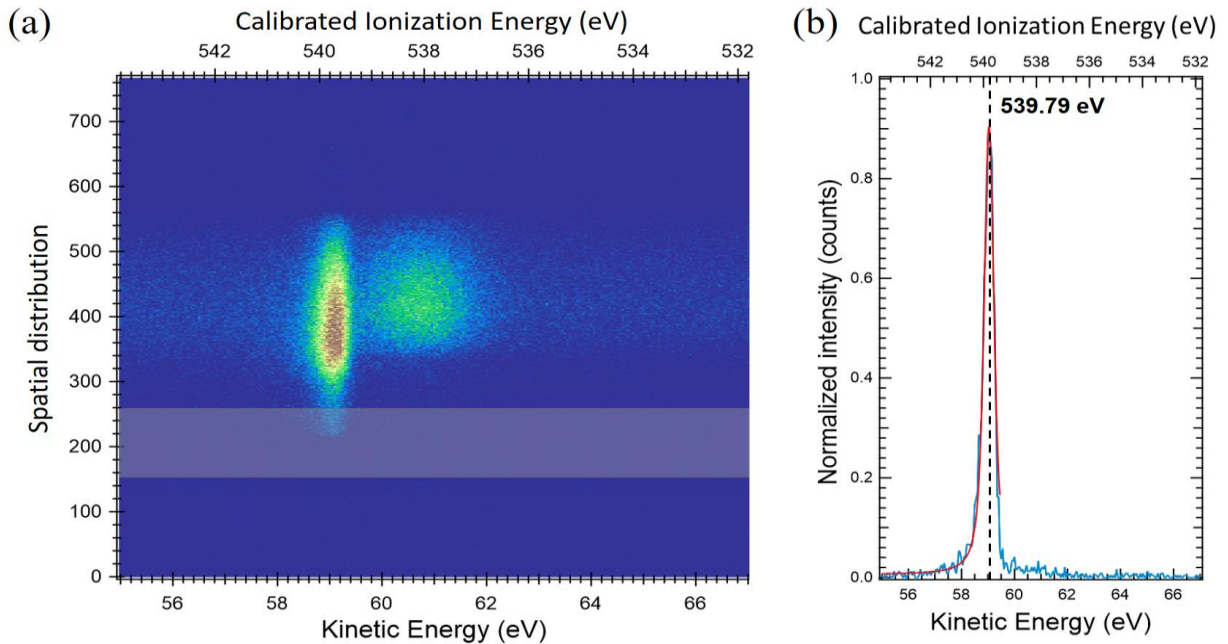 (a)
Calibrated Ionization Energy (eV)
542 540 538 536 534 532
700
600
500
400
300
200
100
0
Spatial distribution
56 58 60 62 64 66
Kinetic Energy (eV)
(b)
Calibrated Ionization Energy (eV)
542 540 538 536 534 532
1.0
0.8
0.6
0.4
0.2
0.0
539.79 eV
Normalized intensity (counts)
56 58 60 62 64 66
Kinetic Energy (eV)